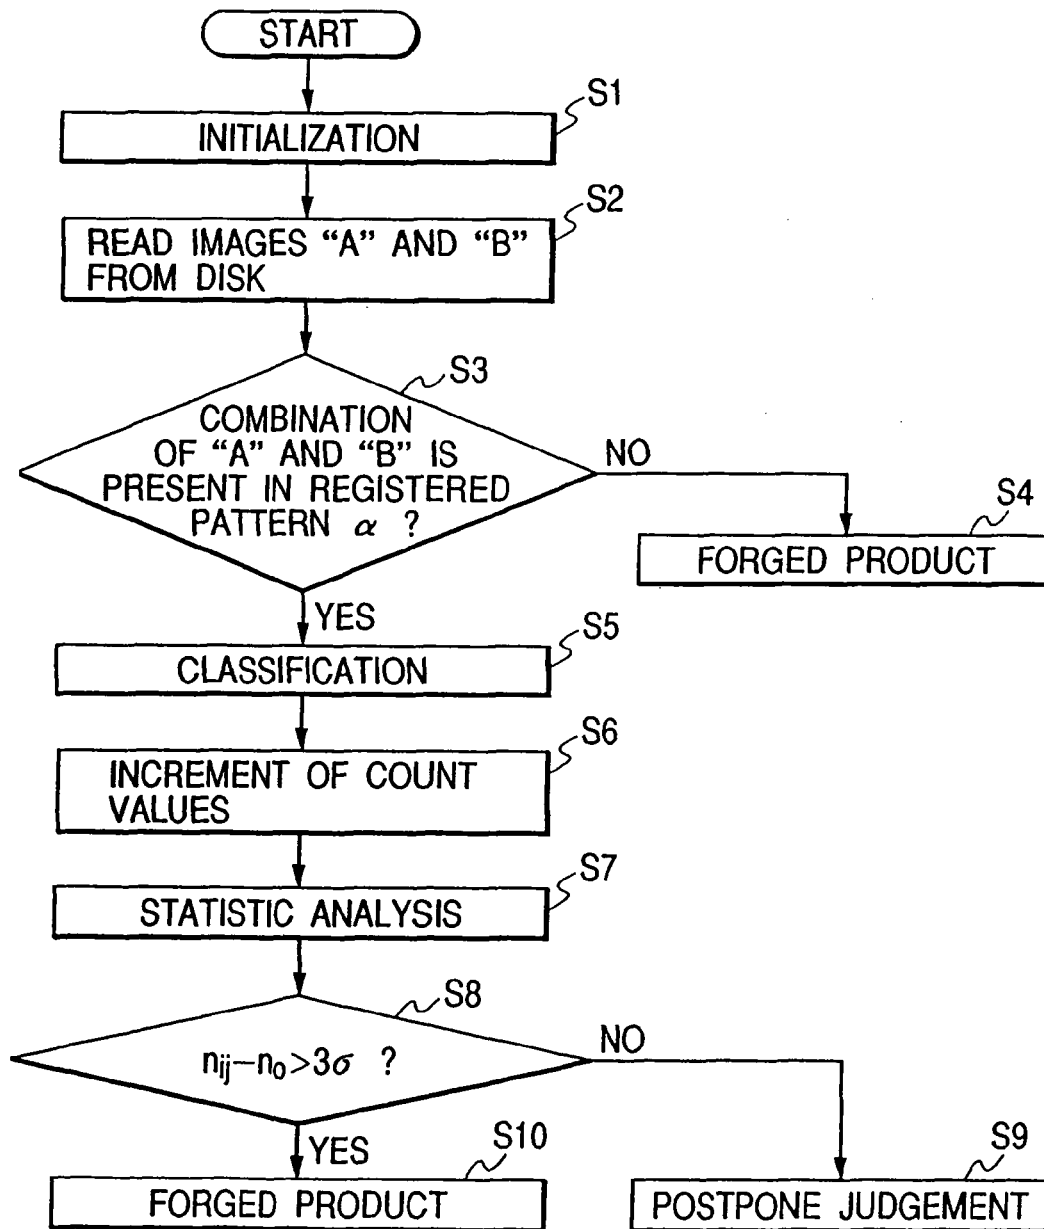 START
S1
INITIALIZATION
S2
READ IMAGES “A” AND “B”
FROM DISK
S3
COMBINATION
OF “A” AND “B” IS
PRESENT IN REGISTERED
PATTERN α ?
NO
S4
FORGED PRODUCT
YES
S5
CLASSIFICATION
S6
INCREMENT OF COUNT
VALUES
S7
STATISTIC ANALYSIS
S8
nij–n0>3σ ?
NO
YES
S10
FORGED PRODUCT
S9
POSTPONE JUDGEMENT